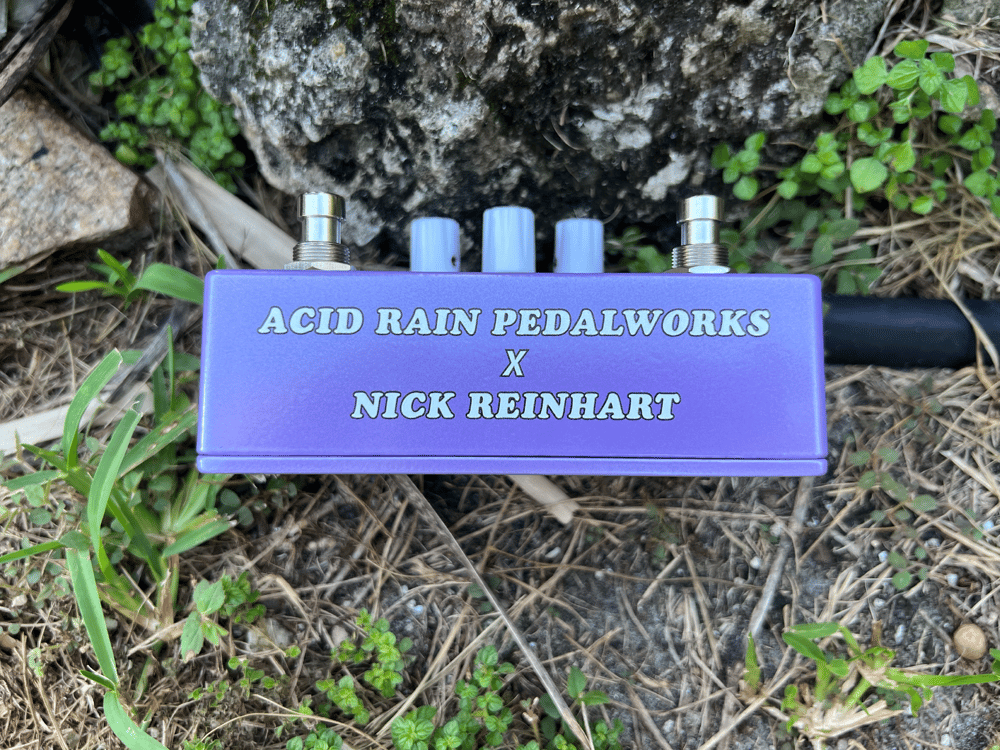 ACID RAIN PEDALWORKS
X
NICK REINHART